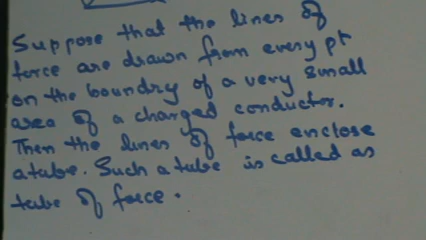 Suppose that the lines of
force are drawn from every pt
on the boundry of a very small
area of a charged conductor.
Then the lines of force enclose
a tube. Such a tube is called as
tube of force.